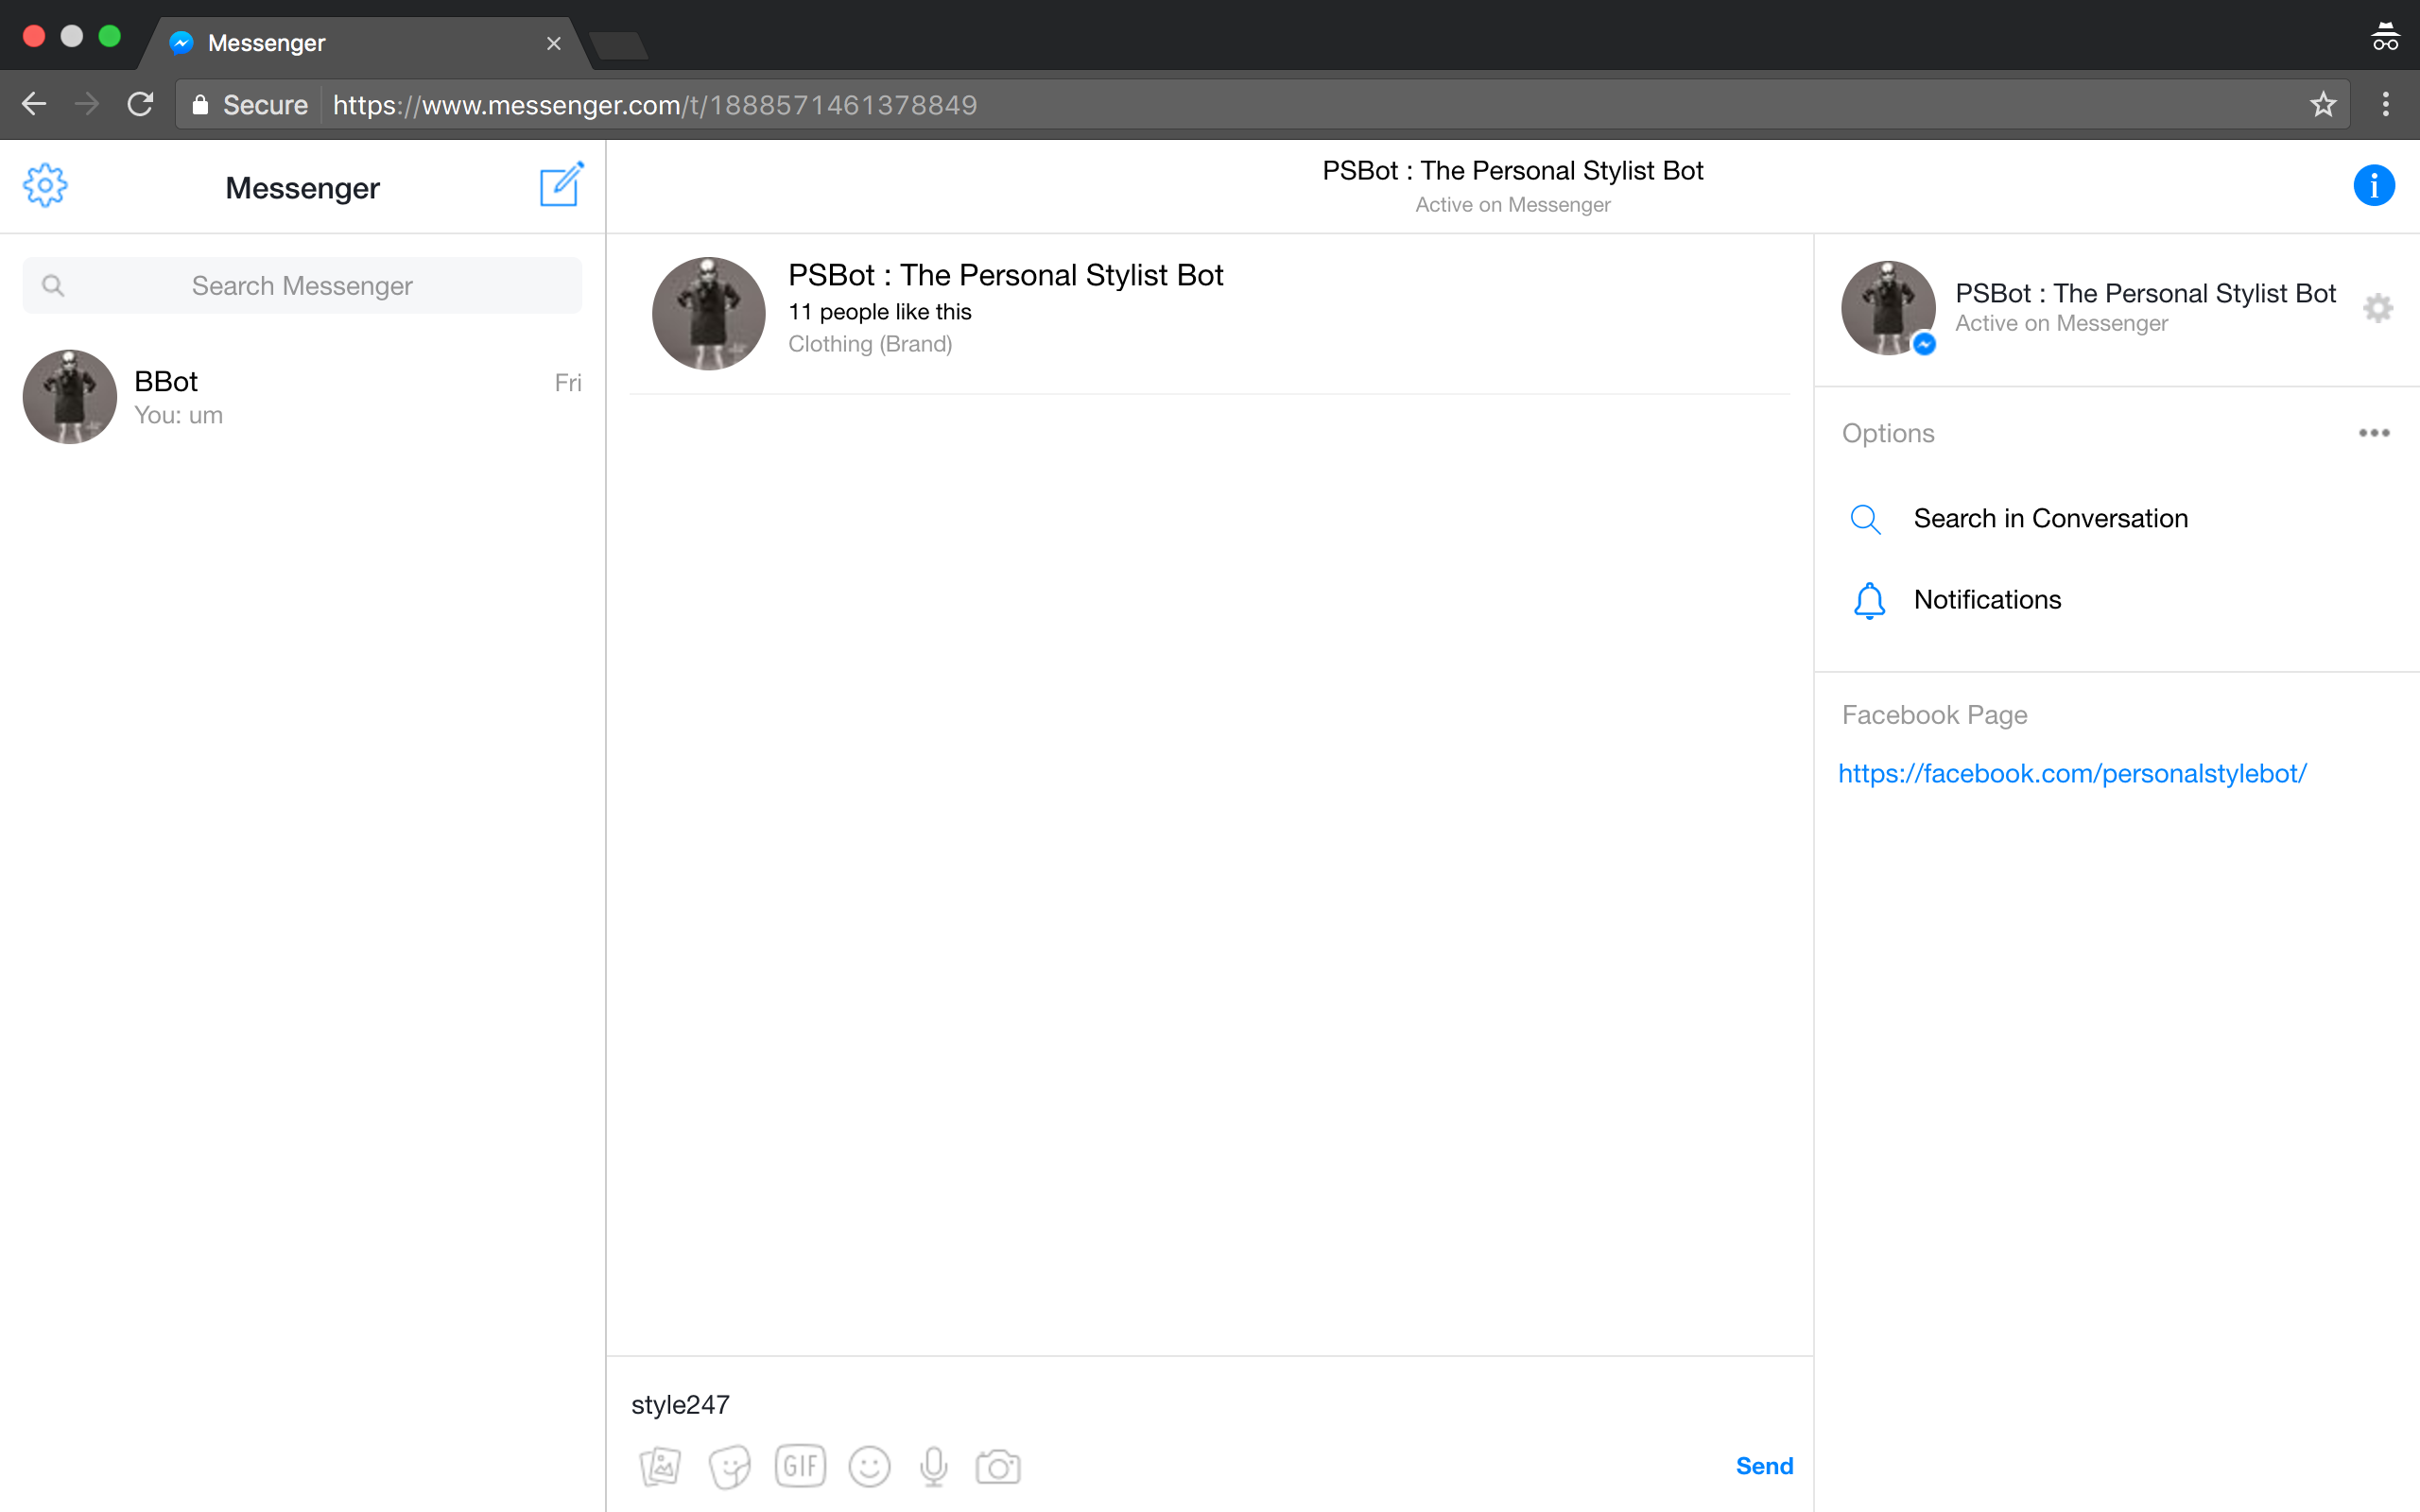 Messenger
Secure https://www.messenger.com/t/1888571461378849
Messenger
PSBot : The Personal Stylist Bot
Active on Messenger
Search Messenger
BBot
Fri
You: um
PSBot : The Personal Stylist Bot
11 people like this
Clothing (Brand)
PSBot : The Personal Stylist Bot
Active on Messenger
Options
Search in Conversation
Notifications
Facebook Page
https://facebook.com/personalstylebot/
style247
GIF
Send